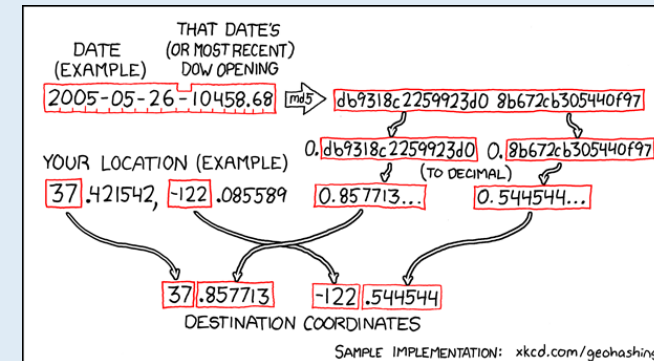 DATE
(EXAMPLE)
THAT DATE'S
(OR MOST RECENT)
DOW OPENING
2005-05-26-10458.68
md5
db9318c2259923d0 8b672cb305440f97
0.db9318c2259923d0
0.8b672cb305440f97
(TO DECIMAL)
YOUR LOCATION (EXAMPLE)
37.421542, -122.085589
0.857713...
0.544544...
37.857713
-122.544544
DESTINATION COORDINATES
SAMPLE IMPLEMENTATION: xkcd.com/geohashing